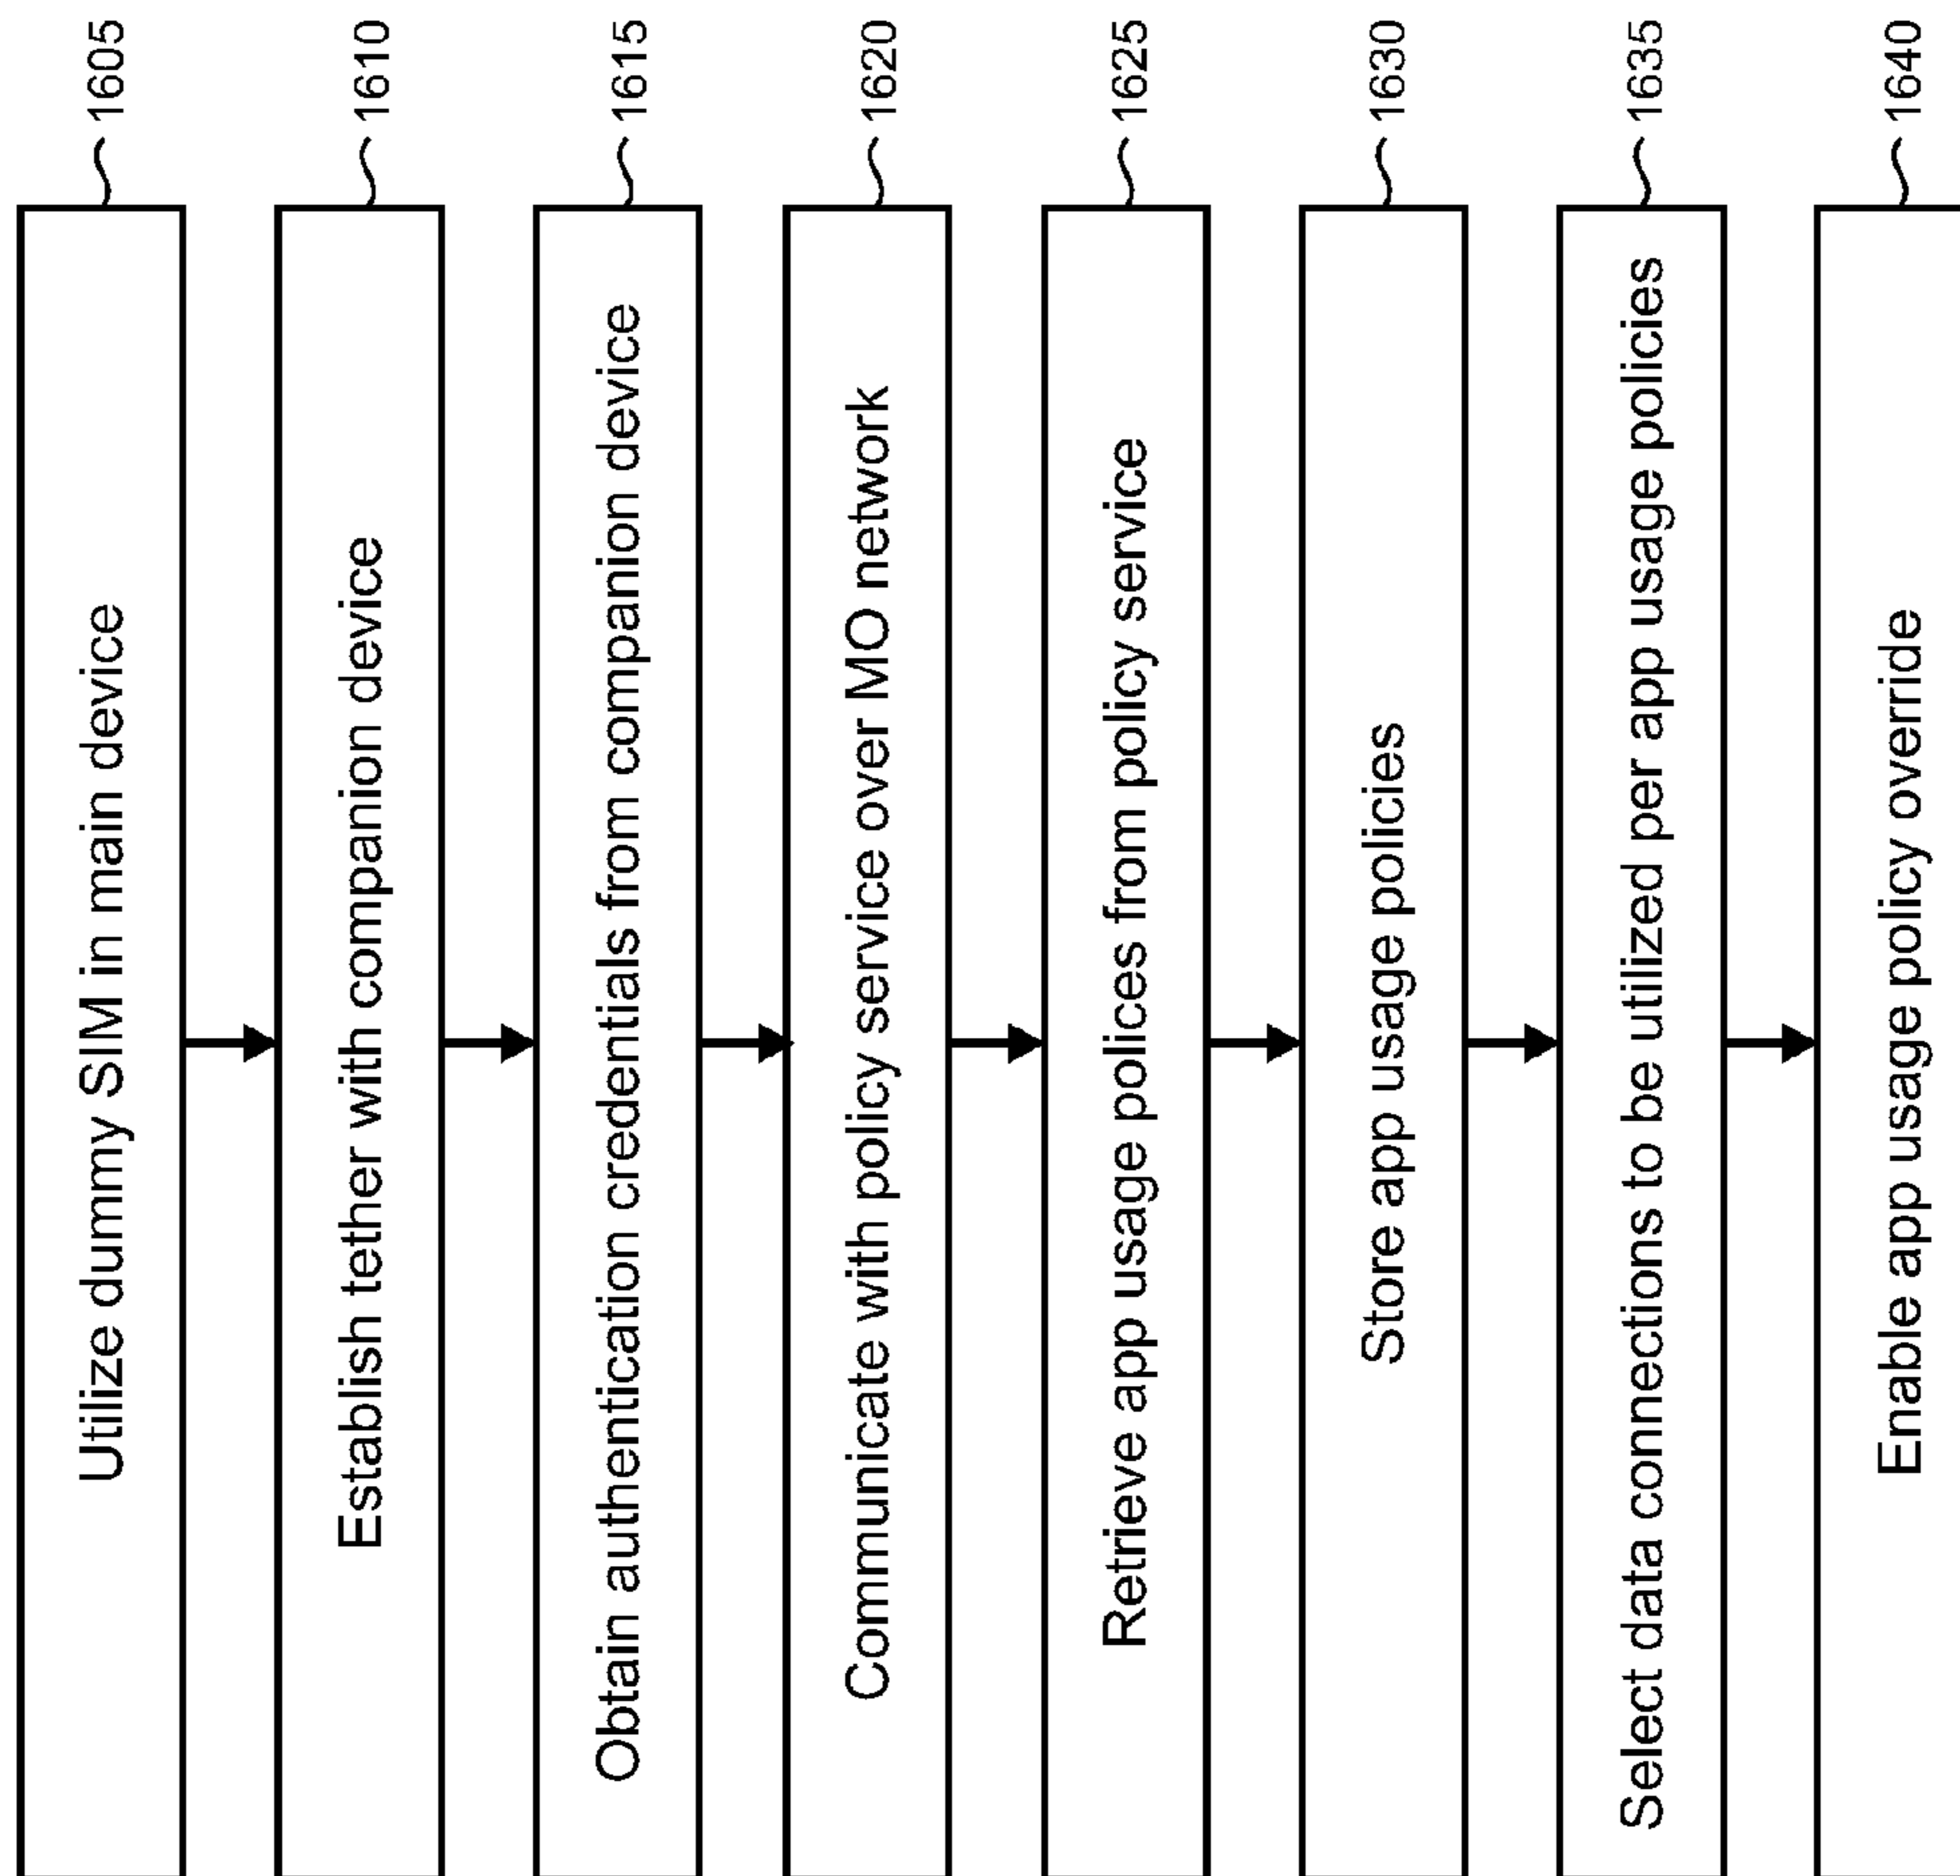 Utilize dummy SIM in main device
1605
Establish tether with companion device
1610
Obtain authentication credentials from companion device
1615
Communicate with policy service over MO network
1620
Retrieve app usage polices from policy service
1625
Store app usage policies
1630
Select data connections to be utilized per app usage policies
1635
Enable app usage policy override
1640